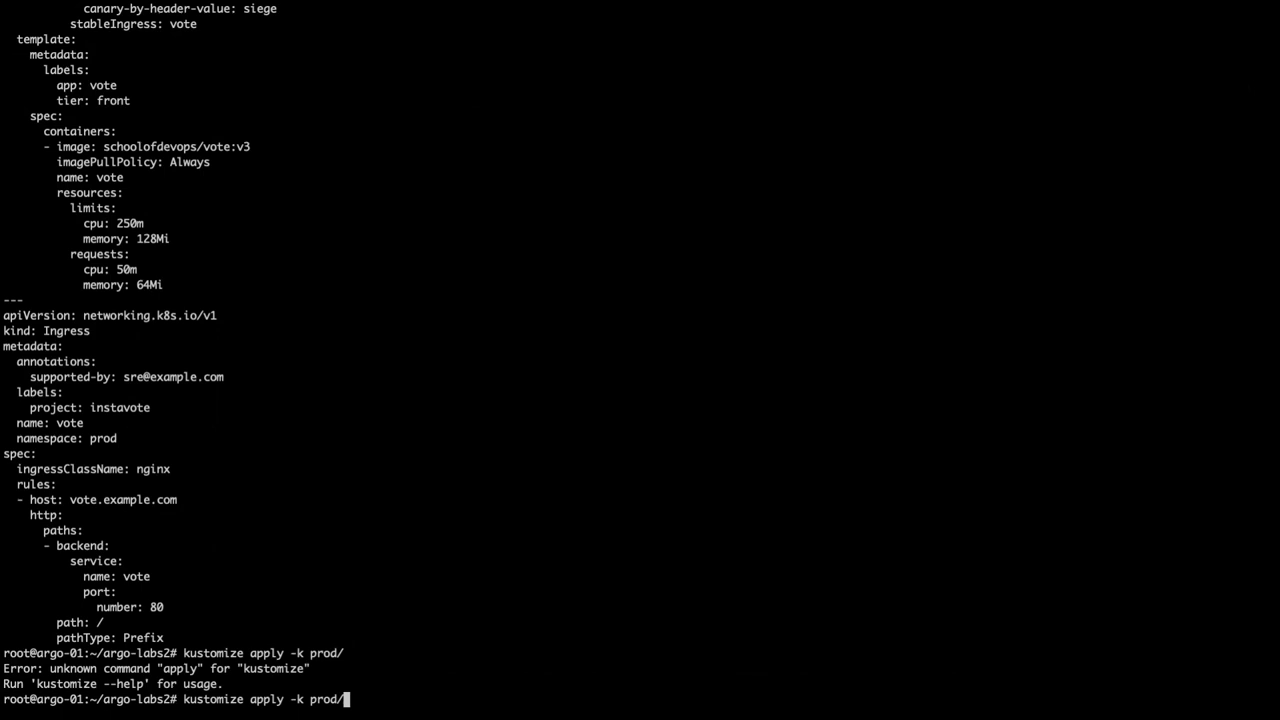 canary-by-header-value: siege
          stableIngress: vote
  template:
    metadata:
      labels:
        app: vote
        tier: front
    spec:
      containers:
      - image: schoolofdevops/vote:v3
        imagePullPolicy: Always
        name: vote
        resources:
          limits:
            cpu: 250m
            memory: 128Mi
          requests:
            cpu: 50m
            memory: 64Mi
---
apiVersion: networking.k8s.io/v1
kind: Ingress
metadata:
  annotations:
    supported-by: sre@example.com
  labels:
    project: instavote
  name: vote
  namespace: prod
spec:
  ingressClassName: nginx
  rules:
  - host: vote.example.com
    http:
      paths:
      - backend:
          service:
            name: vote
            port:
              number: 80
        path: /
        pathType: Prefix
root@argo-01:~/argo-labs2# kustomize apply -k prod/
Error: unknown command "apply" for "kustomize"
Run 'kustomize --help' for usage.
root@argo-01:~/argo-labs2# kustomize apply -k prod/